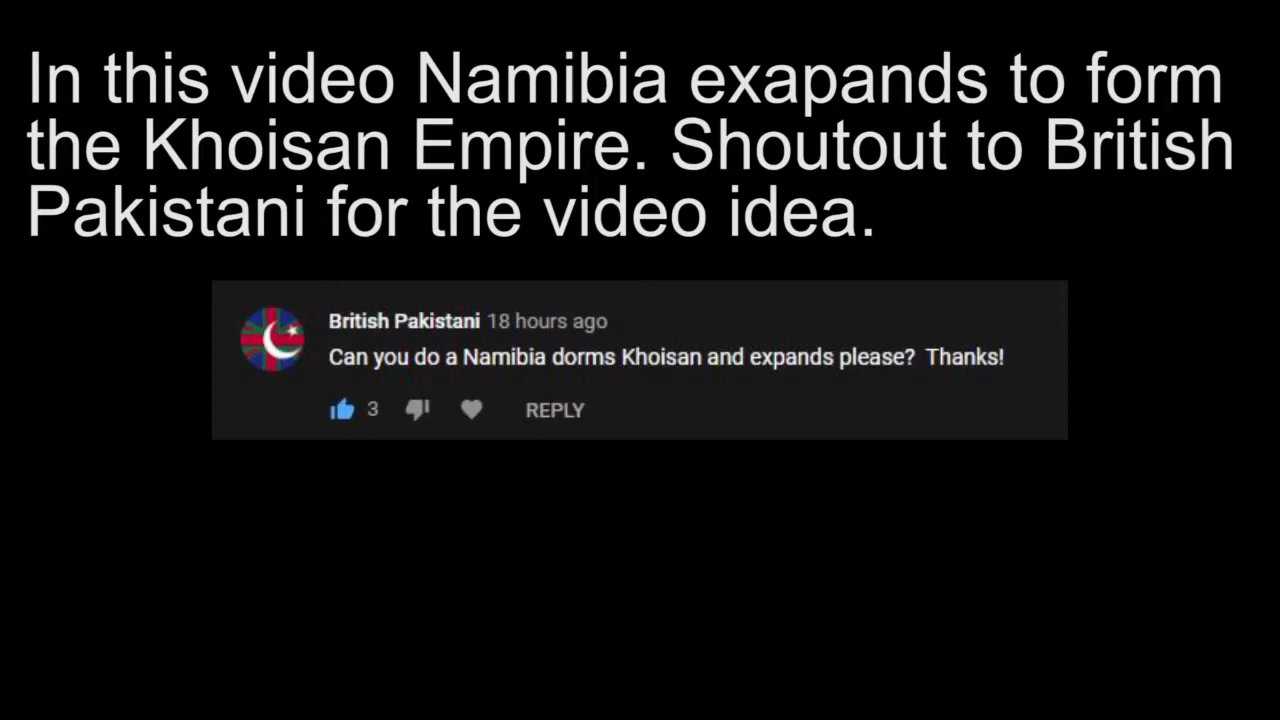 In this video Namibia exapands to form
the Khoisan Empire. Shoutout to British
Pakistani for the video idea.
British Pakistani 18 hours ago
Can you do a Namibia dorms Khoisan and expands please? Thanks!
3 REPLY